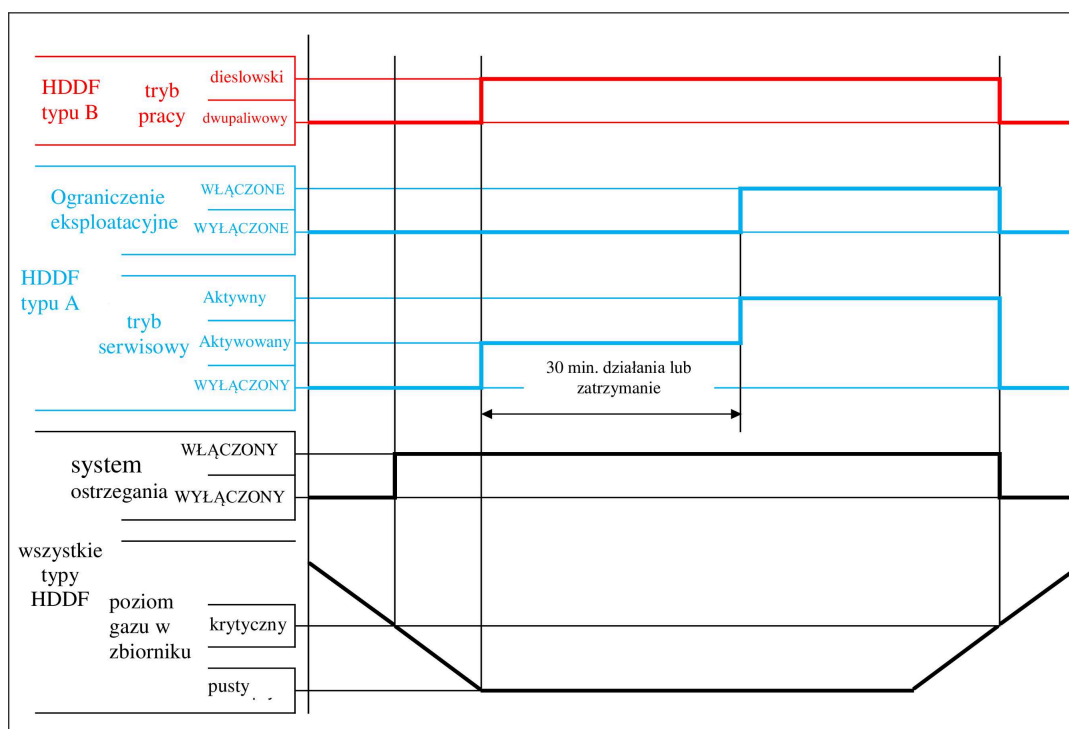 HDDF
typu B
tryb
pracy
dieslowski
dwupaliwowy
Ograniczenie
eksploatacyjne
WŁĄCZONE
WYŁĄCZONE
HDDF
typu A
tryb
serwisowy
Aktywny
Aktywowany
WYŁĄCZONY
30 min. działania lub
zatrzymanie
system
ostrzegania
WŁĄCZONY
WYŁĄCZONY
wszystkie
typy
HDDF
poziom
gazu w
zbiorniku
krytyczny
pusty